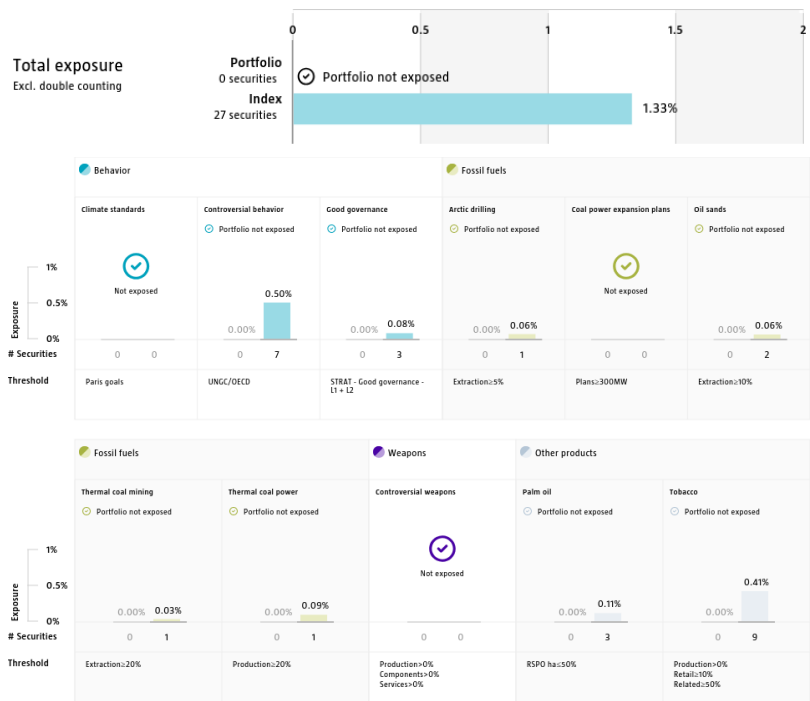 0 0.5 1 1.5 2
Total exposure
Excl. double counting
Portfolio
0 securities
Portfolio not exposed
Index
27 securities
1.33%
Behavior
Fossil fuels
Climate standards
Controversial behavior
Good governance
Arctic drilling
Coal power expansion plans
Oil sands
Portfolio not exposed
Portfolio not exposed
Portfolio not exposed
Portfolio not exposed
Not exposed
Not exposed
Exposure
1%
0.5%
0%
0.00% 0.50%
0.00% 0.08%
0.00% 0.06%
0.00% 0.06%
# Securities
0 0
0 7
0 3
0 1
0 0
0 2
Threshold
Paris goals
UNGC/OECD
STRAT - Good governance -
L1 + L2
Extraction≥5%
Plans≥300MW
Extraction≥10%
Fossil fuels
Weapons
Other products
Thermal coal mining
Thermal coal power
Controversial weapons
Palm oil
Tobacco
Portfolio not exposed
Portfolio not exposed
Portfolio not exposed
Portfolio not exposed
Not exposed
Exposure
1%
0.5%
0%
0.00% 0.03%
0.00% 0.09%
0.00% 0.11%
0.00% 0.41%
# Securities
0 1
0 1
0 0
0 3
0 9
Threshold
Extraction≥20%
Production≥20%
Production>0%
Components>0%
Services>0%
RSPO ha≤50%
Production>0%
Retail≥10%
Related≥50%